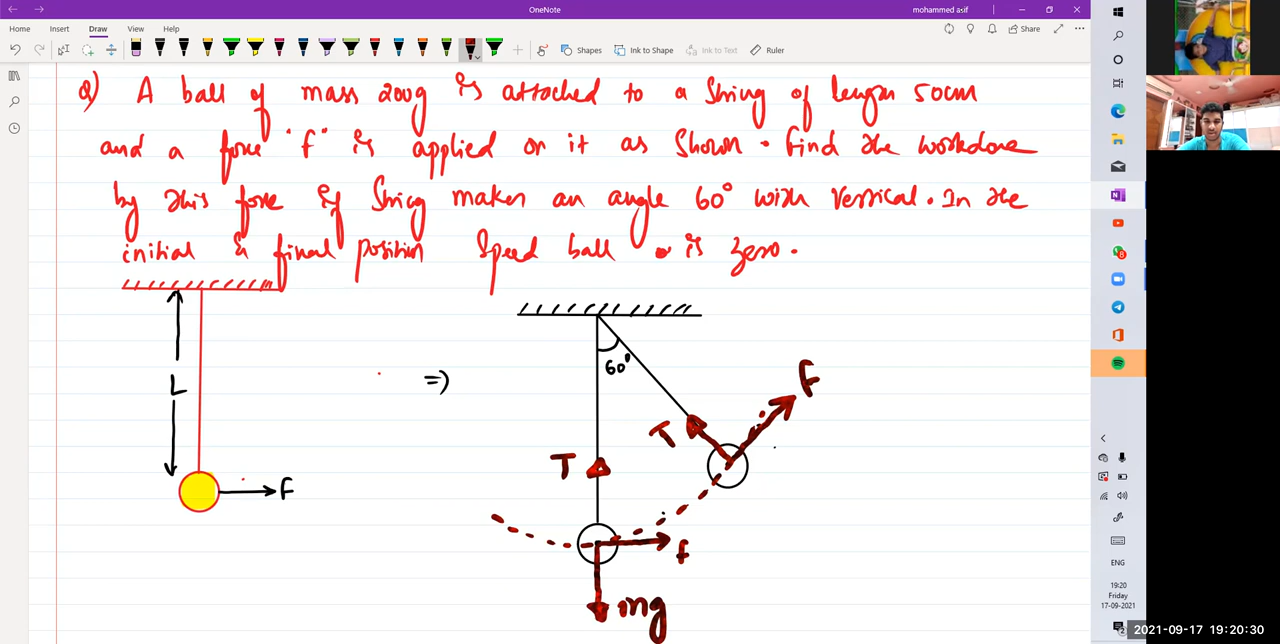 OneNote
mohammed asif
Home Insert Draw View Help
Shapes Ink to Shape Ink to Text Ruler Share
Q) A ball of mass 200g is attached to a string of length 50cm
and a force "f" is applied on it as shown. Find the workdone
by this force if string makes an angle 60° with vertical. In the
initial & final position speed ball is zero.
L
F
⇒
60°
T
F
T
f
mg
ENG
19:20
Friday
17-09-2021
2021-09-17 19:20:30